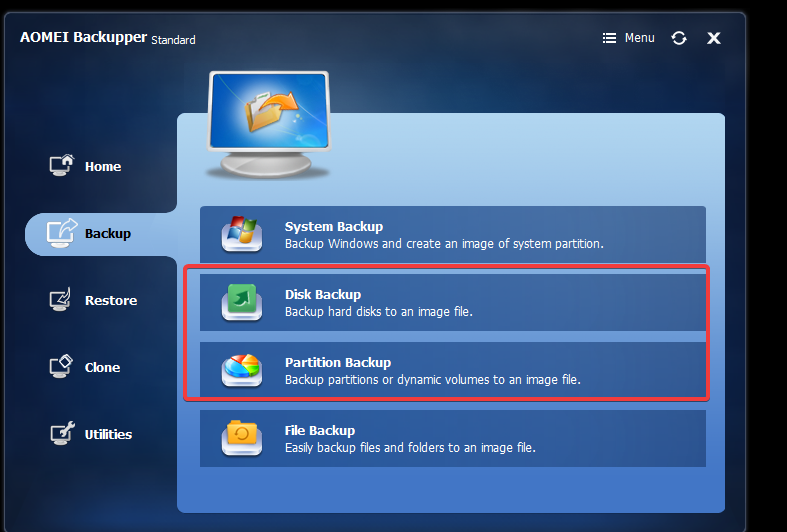 AOMEI Backupper Standard
Menu
Home
Backup
Restore
Clone
Utilities
System Backup
Backup Windows and create an image of system partition.
Disk Backup
Backup hard disks to an image file.
Partition Backup
Backup partitions or dynamic volumes to an image file.
File Backup
Easily backup files and folders to an image file.